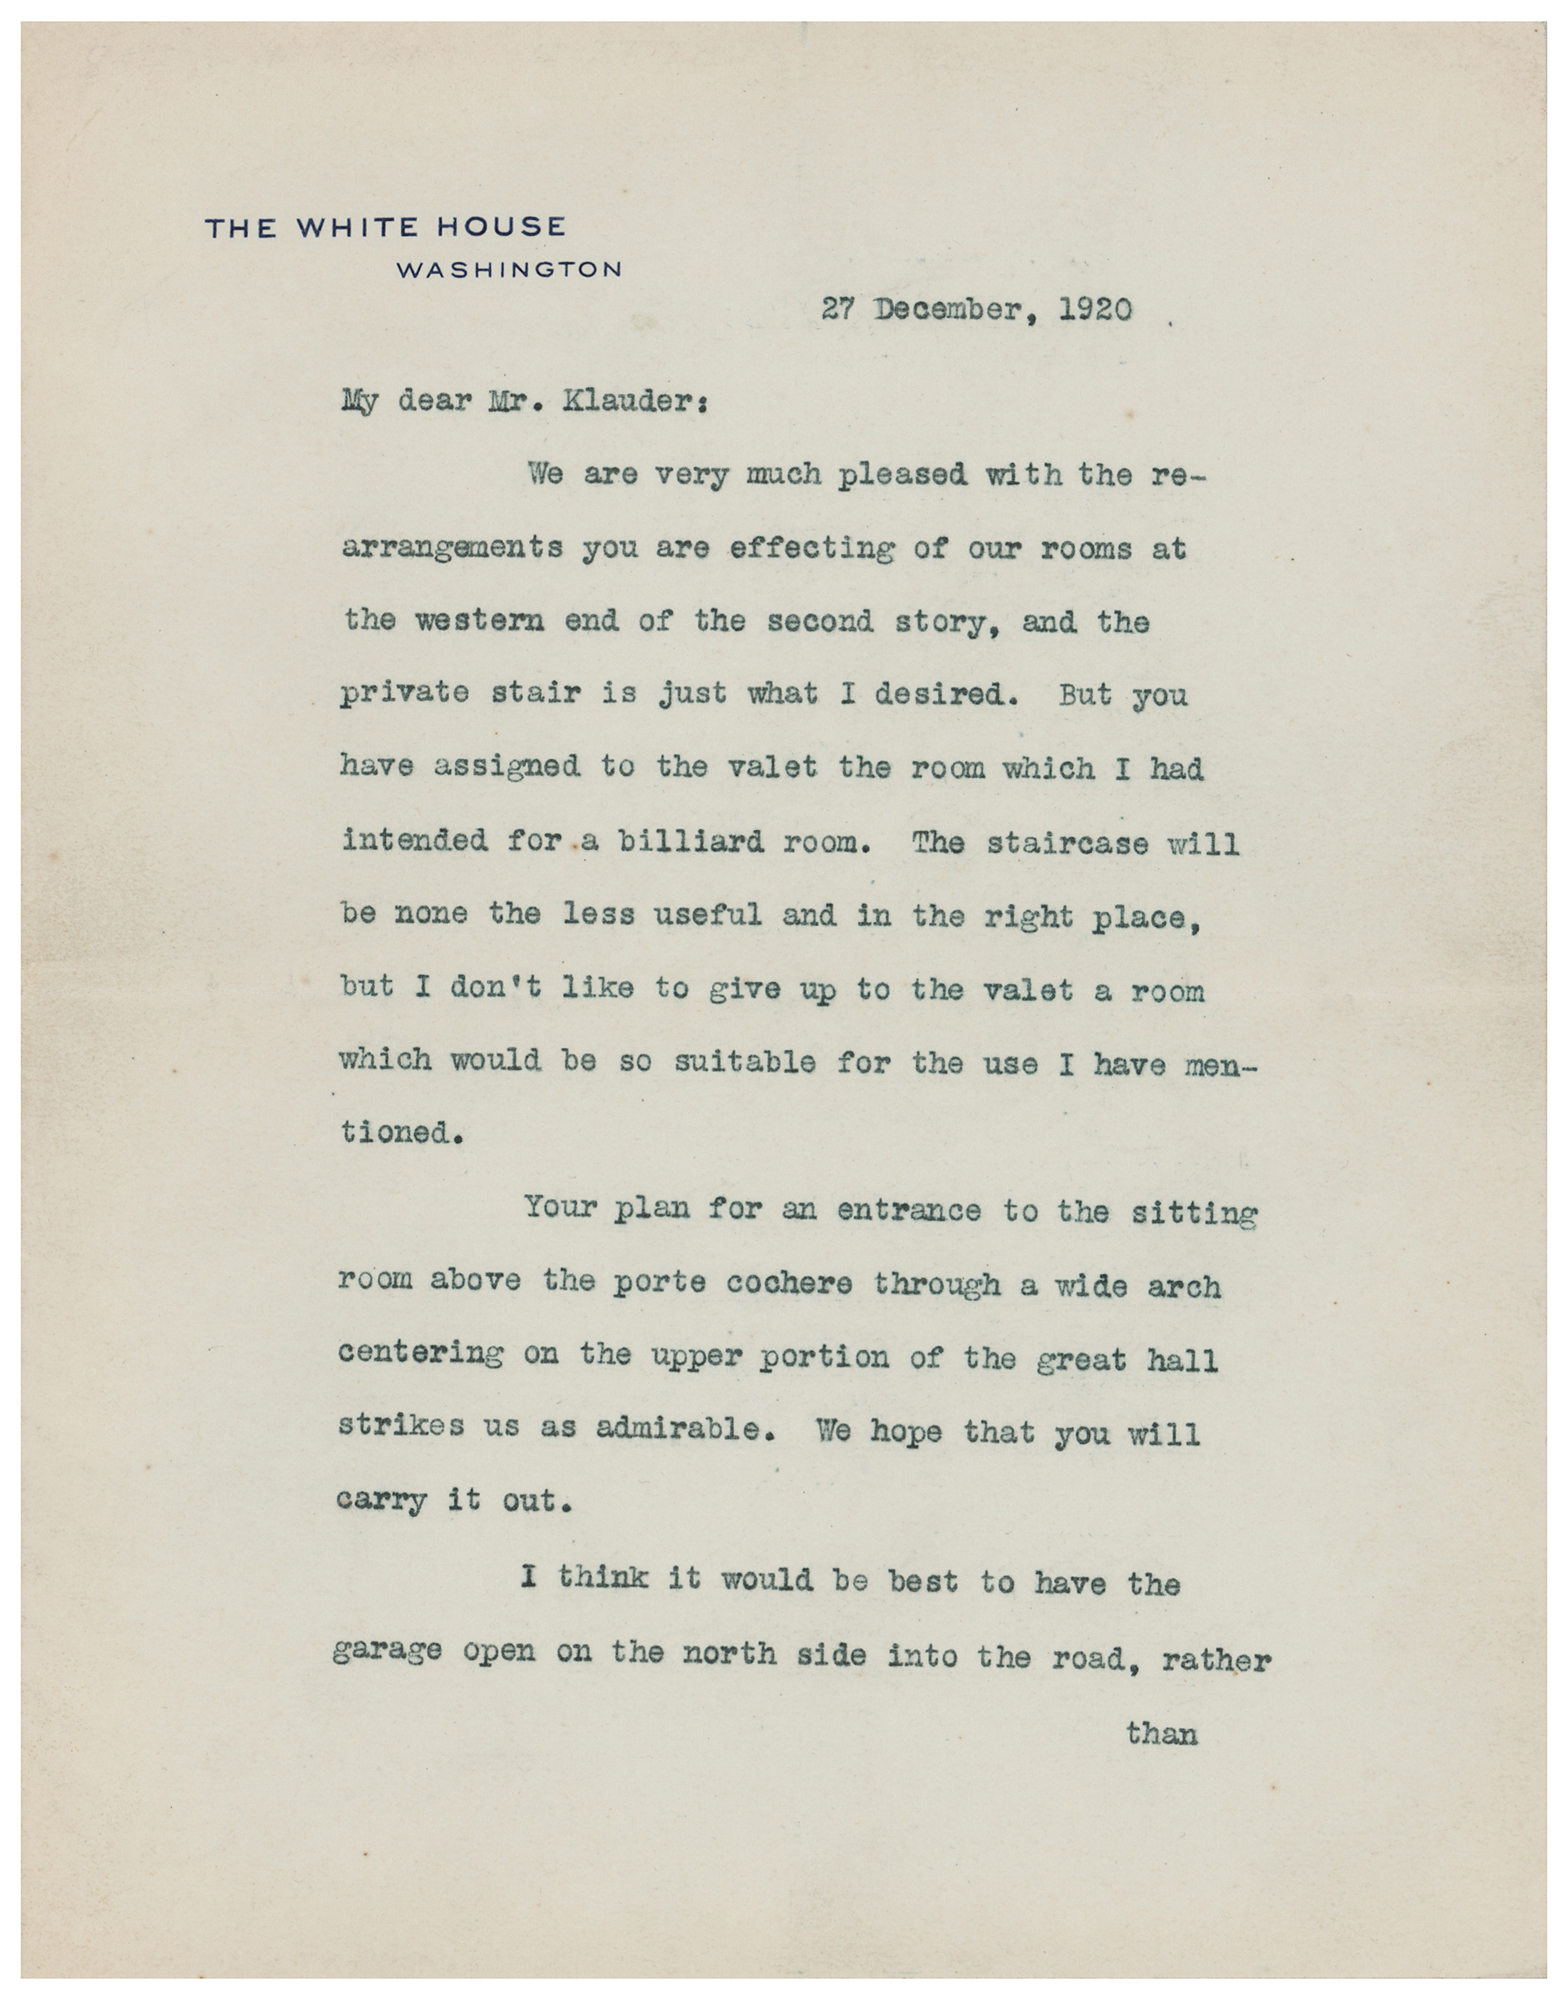 THE WHITE HOUSE
WASHINGTON
27 December, 1920
My dear Mr. Klauder:
We are very much pleased with the re-
arrangements you are effecting of our rooms at
the western end of the second story, and the
private stair is just what I desired. But you
have assigned to the valet the room which I had
intended for a billiard room. The staircase will
be none the less useful and in the right place,
but I don't like to give up to the valet a room
which would be so suitable for the use I have men-
tioned.
Your plan for an entrance to the sitting
room above the porte cochere through a wide arch
centering on the upper portion of the great hall
strikes us as admirable. We hope that you will
carry it out.
I think it would be best to have the
garage open on the north side into the road, rather
than